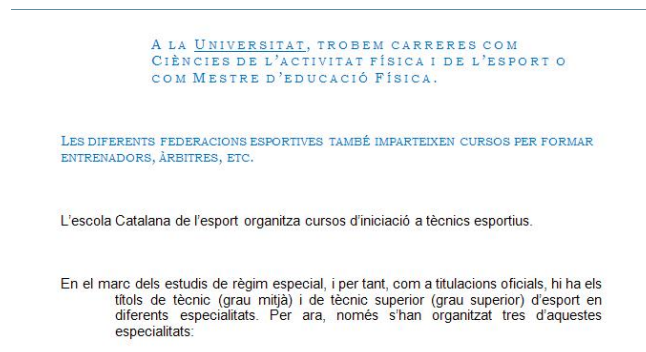 A LA UNIVERSITAT, TROBEM CARRERES COM
CIÈNCIES DE L'ACTIVITAT FÍSICA I DE L'ESPORT O
COM MESTRE D'EDUCACIÓ FÍSICA.
LES DIFERENTS FEDERACIONS ESPORTIVES TAMBÉ IMPARTEIXEN CURSOS PER FORMAR
ENTRENADORS, ÀRBITRES, ETC.
L'escola Catalana de l'esport organitza cursos d'iniciació a tècnics esportius.
En el marc dels estudis de règim especial, i per tant, com a titulacions oficials, hi ha els
títols de tècnic (grau mitjà) i de tècnic superior (grau superior) d'esport en
diferents especialitats. Per ara, només s'han organitzat tres d'aquestes
especialitats: